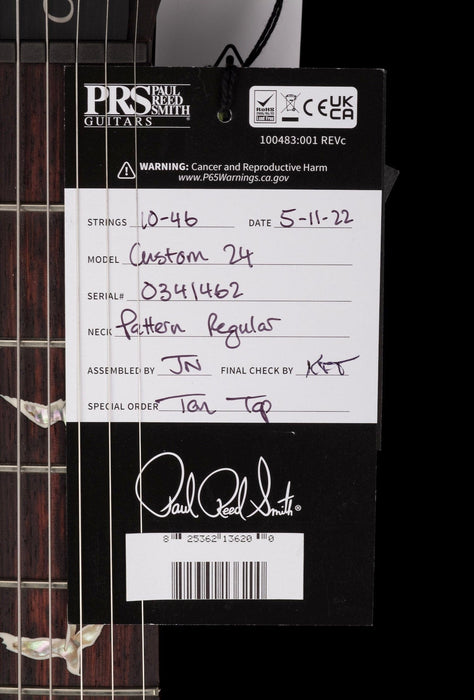 PRS PAUL REED SMITH
GUITARS
RoHS
CE UK CA
100483:001 REVc
WARNING: Cancer and Reproductive Harm
www.P65Warnings.ca.gov
STRINGS 10-46 DATE 5-11-22
MODEL Custom 24
SERIAL# 0341462
NECK Pattern Regular
ASSEMBLED BY JN FINAL CHECK BY KFT
SPECIAL ORDER Ten Top
Paul Reed Smith®
8 25362 13620 0